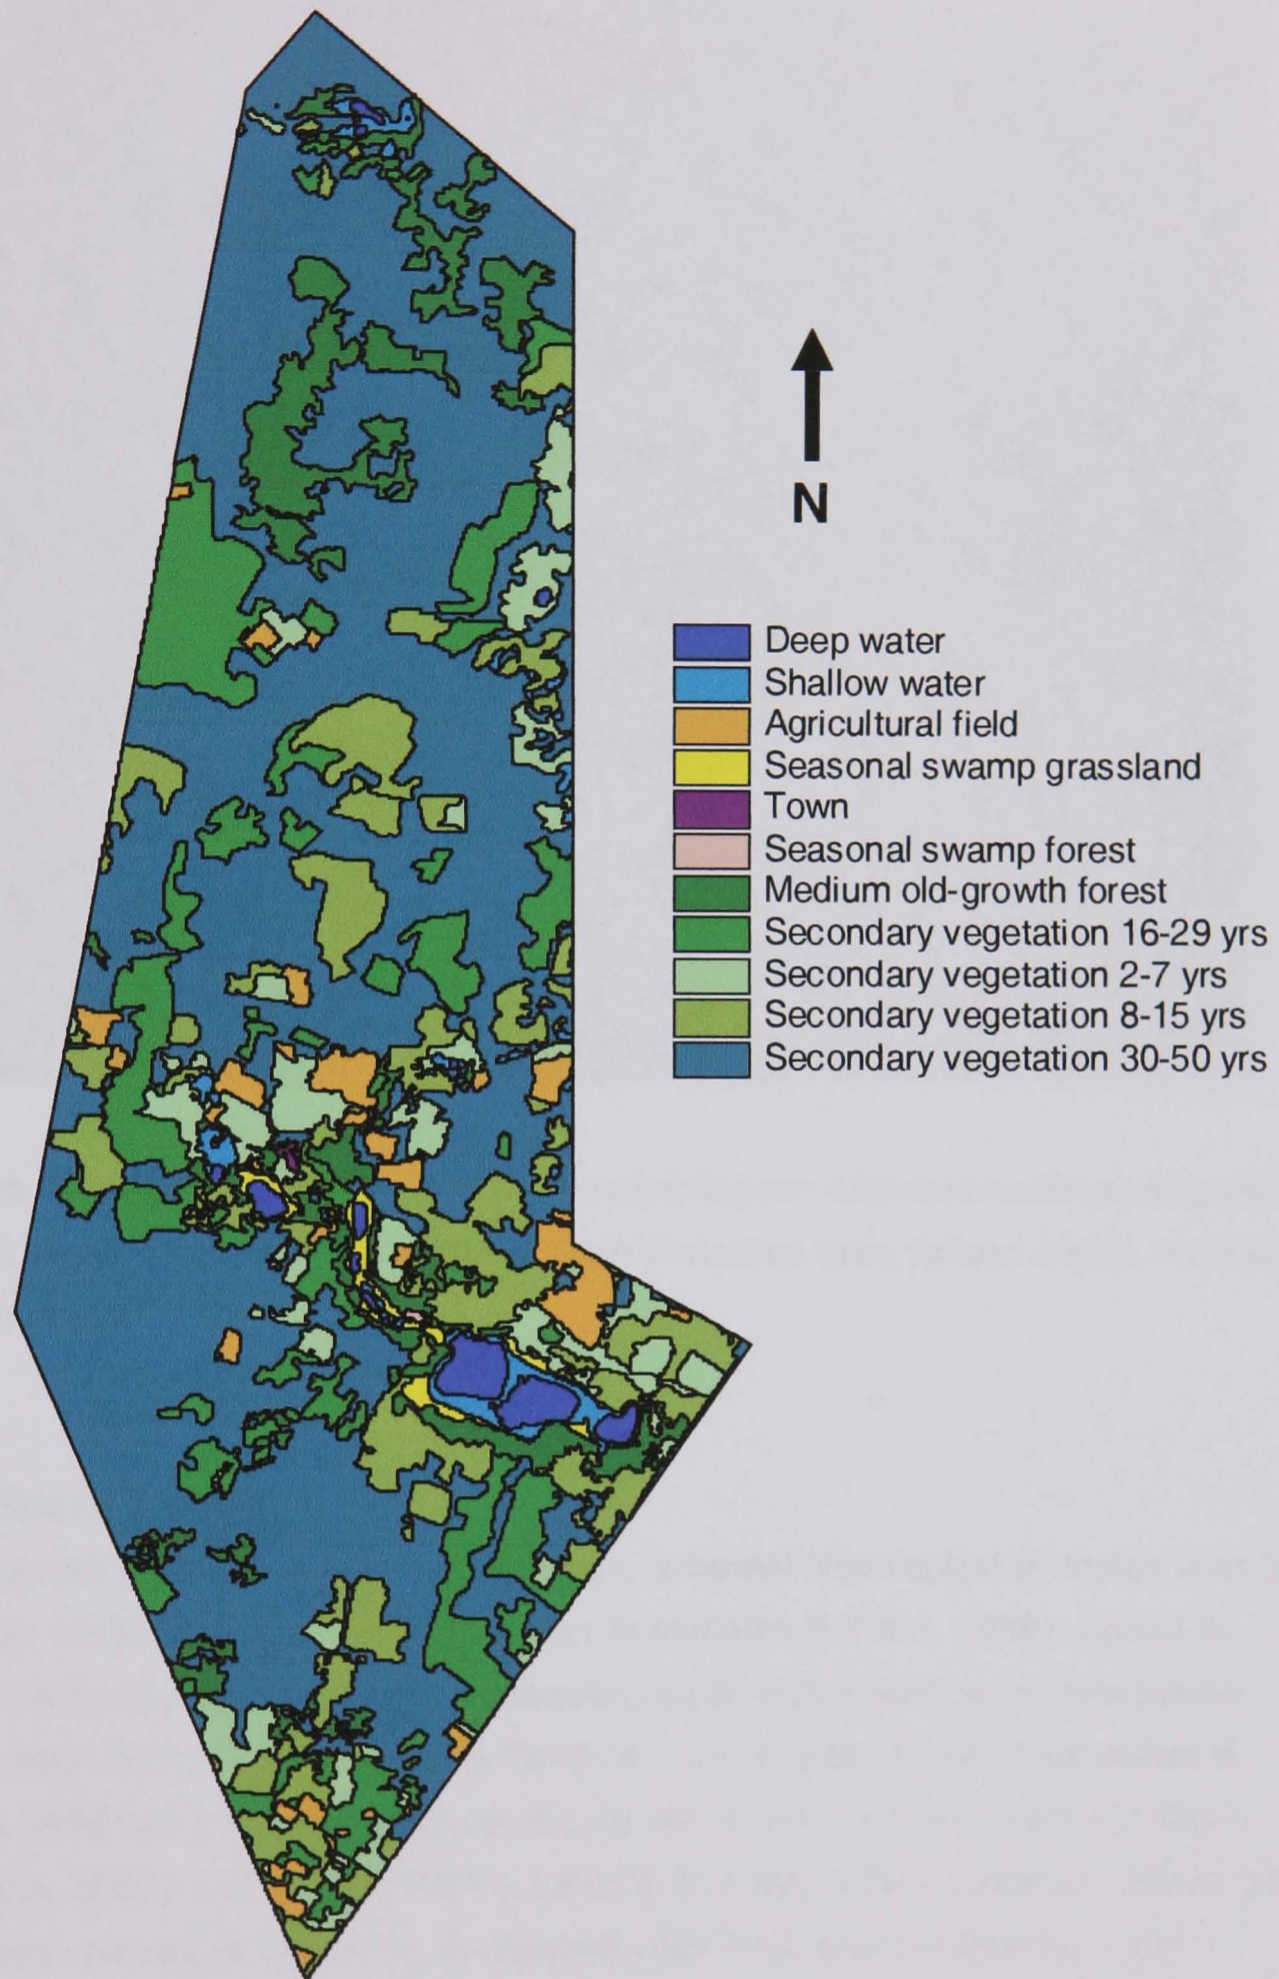 N
Deep water
Shallow water
Agricultural field
Seasonal swamp grassland
Town
Seasonal swamp forest
Medium old-growth forest
Secondary vegetation 16-29 yrs
Secondary vegetation 2-7 yrs
Secondary vegetation 8-15 yrs
Secondary vegetation 30-50 yrs